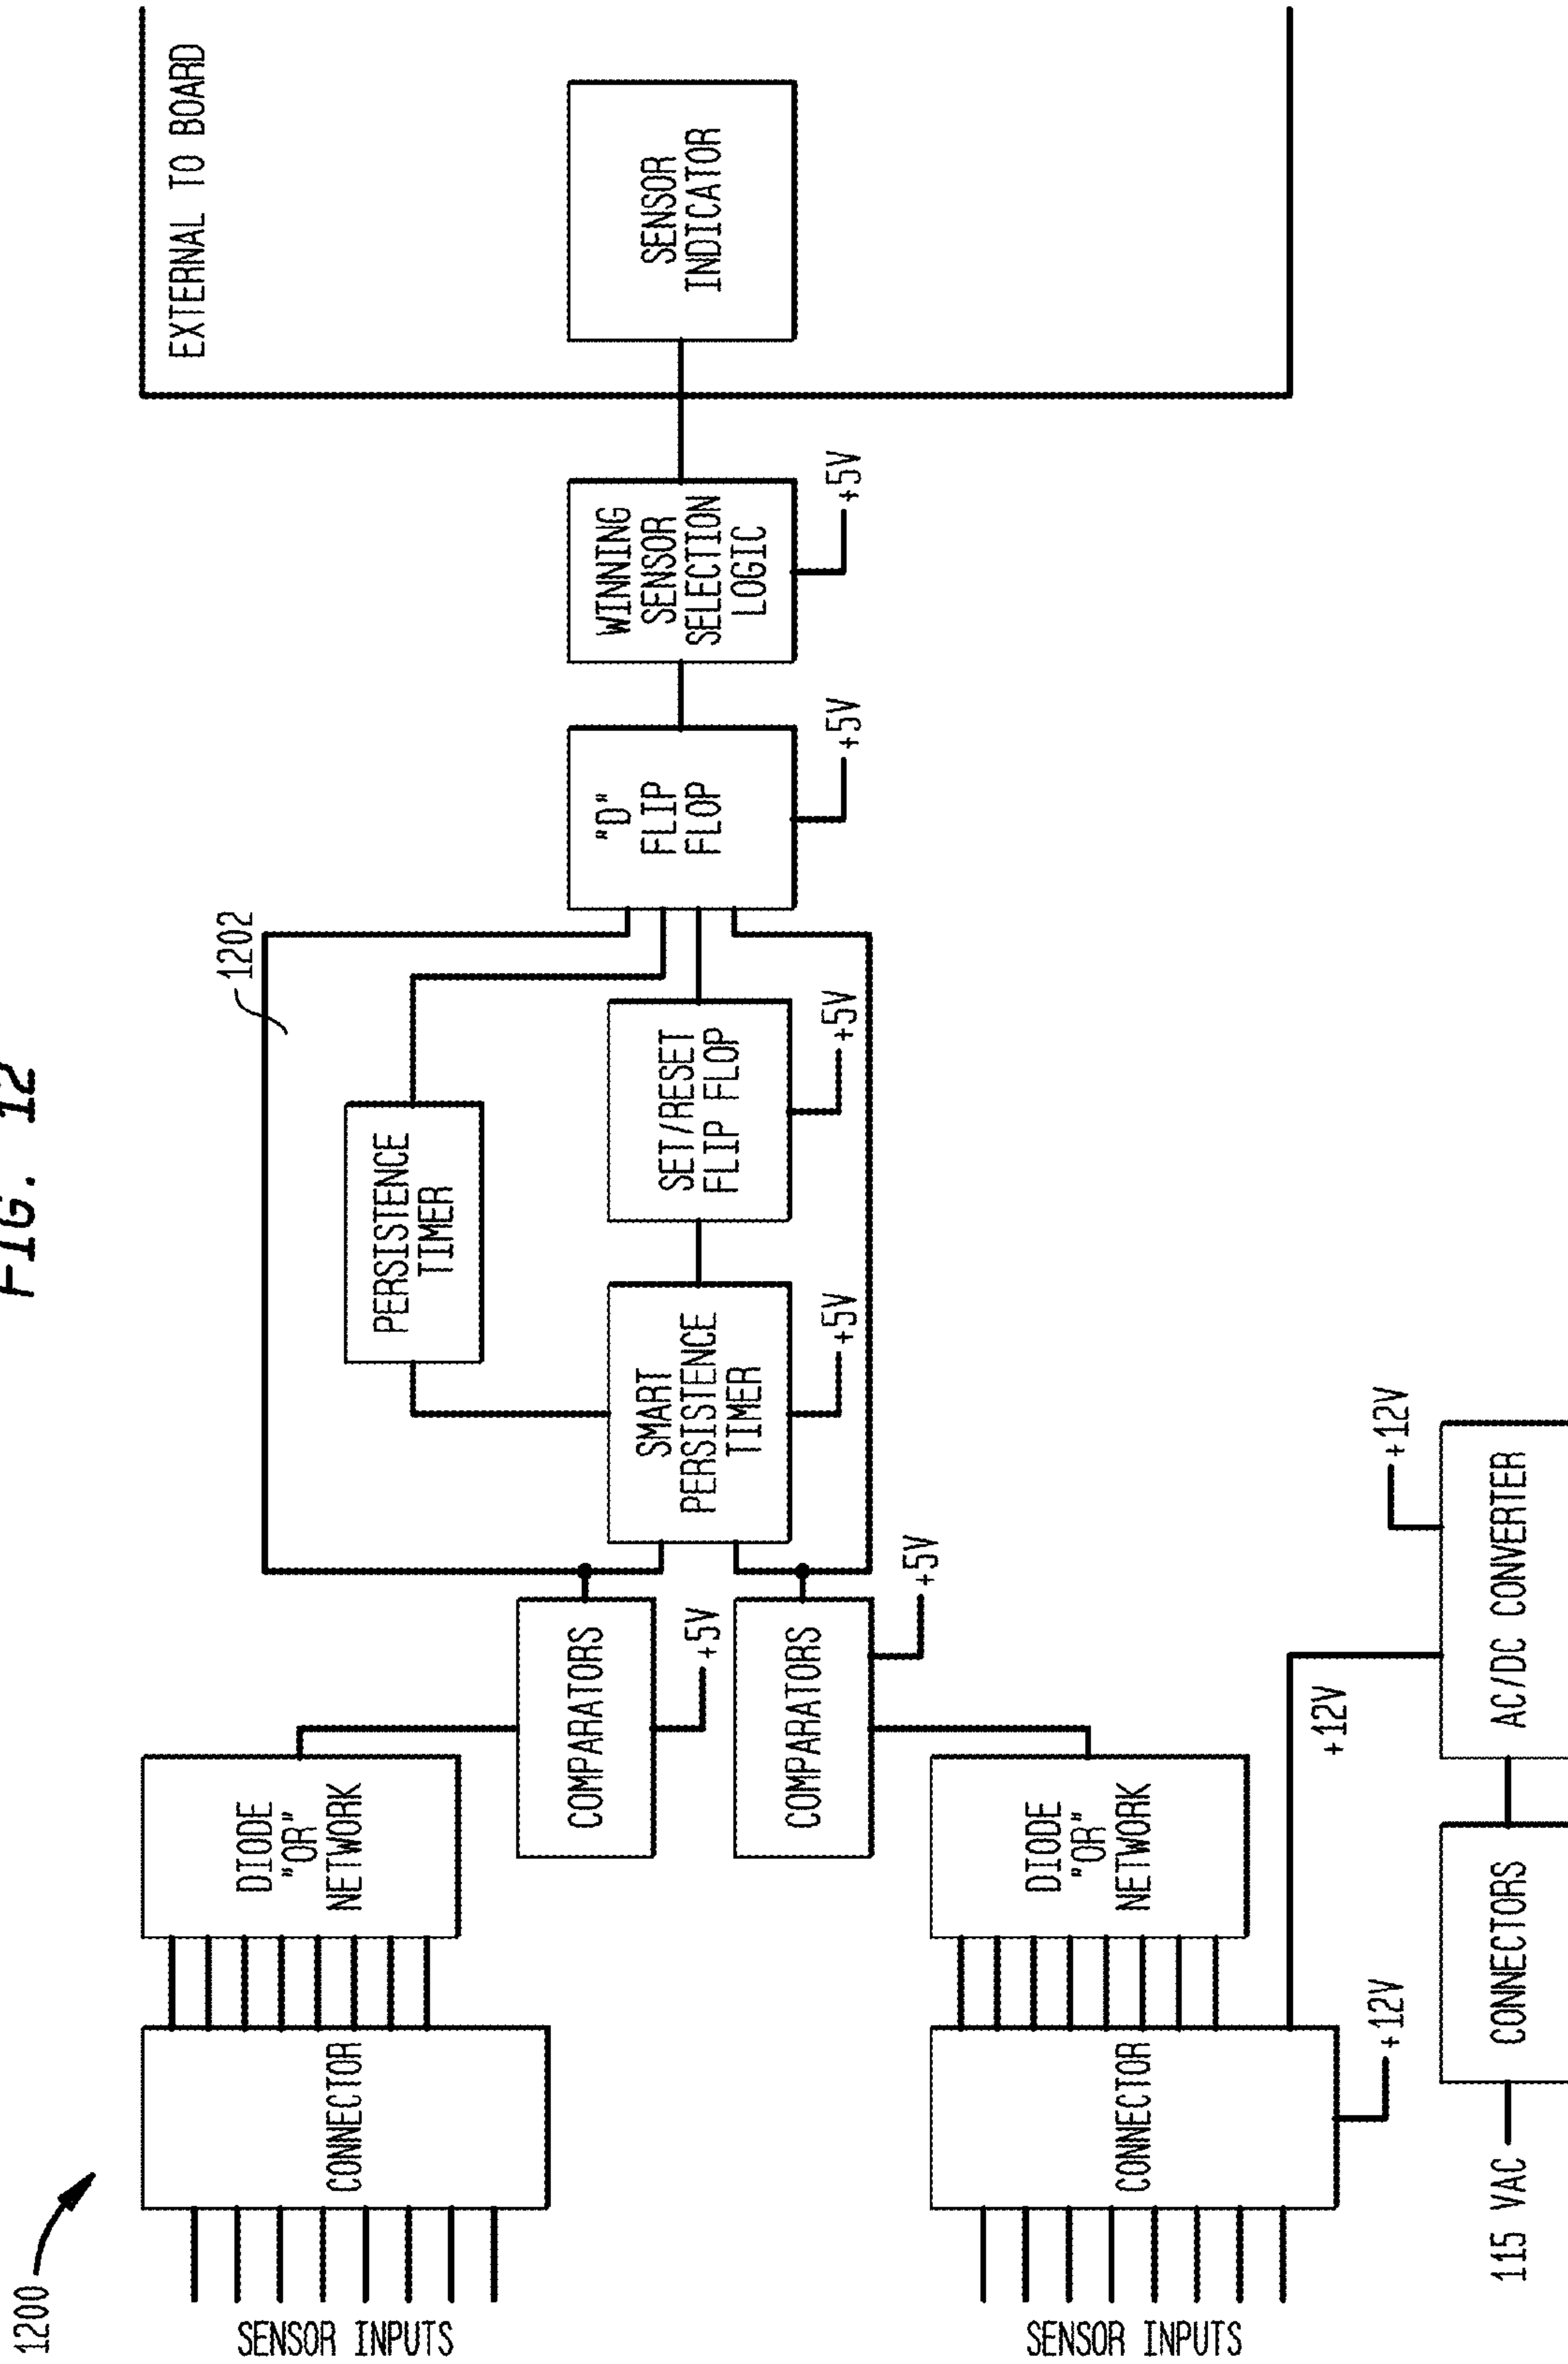 FIG. 12
1200
SENSOR INPUTS
CONNECTOR
DIODE
"OR"
NETWORK
COMPARATORS
+5V
1202
PERSISTENCE
TIMER
SMART
PERSISTENCE
TIMER
+5V
SET/RESET
FLIP FLOP
+5V
"D"
FLIP
FLOP
+5V
WINNING
SENSOR
SELECTION
LOGIC
+5V
EXTERNAL TO BOARD
SENSOR
INDICATOR
COMPARATORS
+5V
SENSOR INPUTS
CONNECTOR
+12V
DIODE
"OR"
NETWORK
+12V
115 VAC
CONNECTORS
AC/DC CONVERTER
+12V